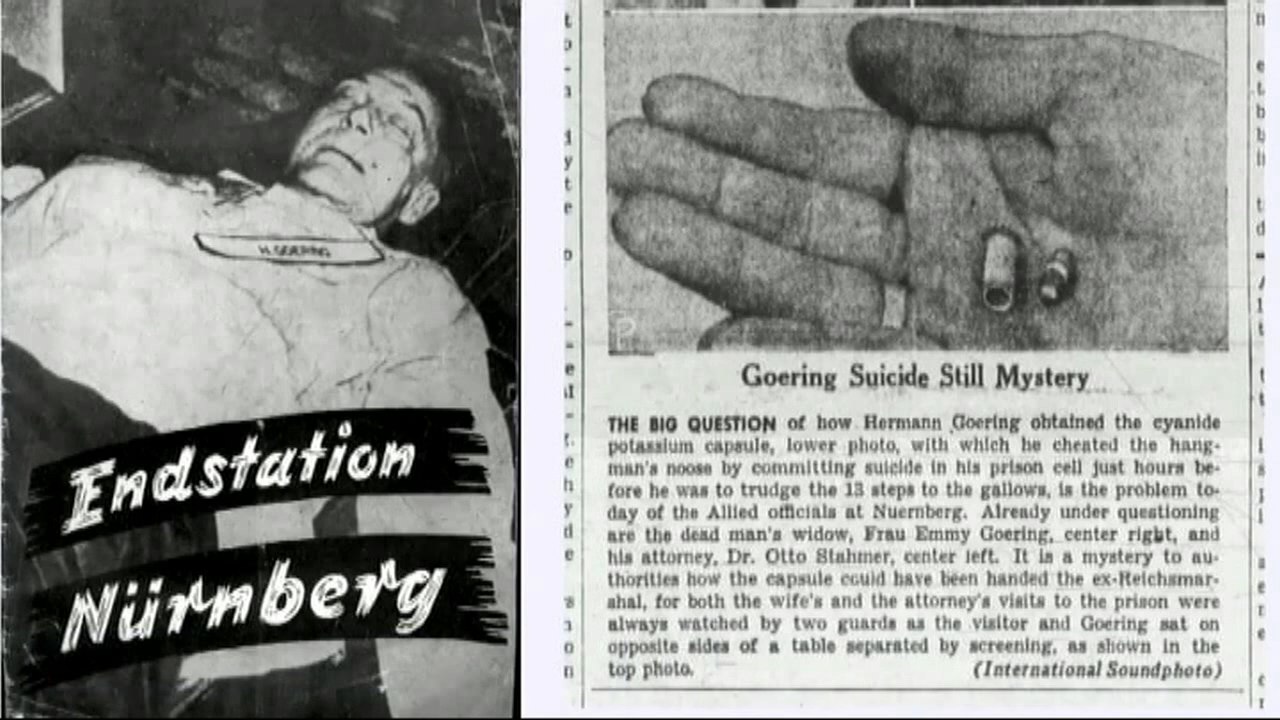 H. GOERING
Endstation
Nürnberg
Goering Suicide Still Mystery
THE BIG QUESTION of how Hermann Goering obtained the cyanide
potassium capsule, lower photo, with which he cheated the hang-
man's noose by committing suicide in his prison cell just hours be-
fore he was to trudge the 13 steps to the gallows, is the problem to-
day of the Allied officials at Nuernberg. Already under questioning
are the dead man's widow, Frau Emmy Goering, center right, and
his attorney, Dr. Otto Stahmer, center left. It is a mystery to au-
thorities how the capsule could have been handed the ex-Reichsmar-
shal, for both the wife's and the attorney's visits to the prison were
always watched by two guards as the visitor and Goering sat on
opposite sides of a table separated by screening, as shown in the
top photo. (International Soundphoto)